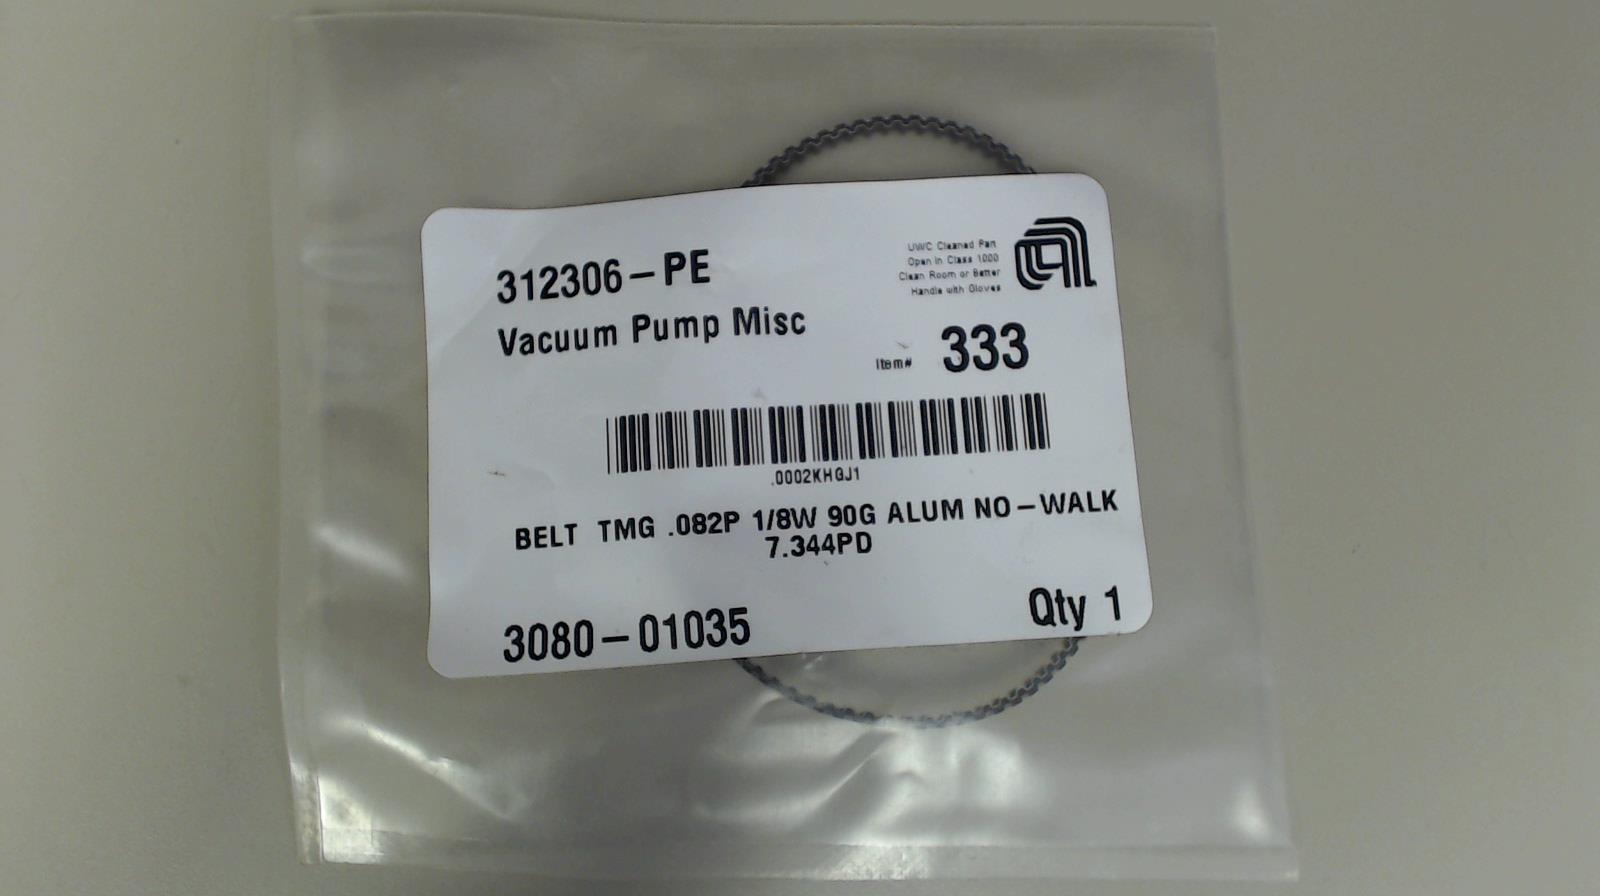 312306-PE
Vacuum Pump Misc
UWC Cleaned Part
Open in Class 1000
Clean Room or Better
Handle with Gloves
Item# 333
.0002KHGJ1
BELT TMG .082P 1/8W 90G ALUM NO-WALK
7.344PD
3080-01035
Qty 1